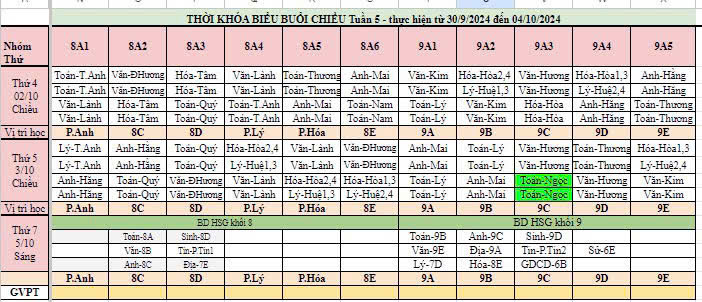 THỜI KHÓA BIỂU BUỔI CHIỀU Tuần 5 - thực hiện từ 30/9/2024 đến 04/10/2024
Nhóm Thứ 8A1 8A2 8A3 8A4 8A5 8A6 9A1 9A2 9A3 9A4 9A5
Thứ 4 02/10 Chiều
Toán-T.Anh Văn-ĐHương Hóa-Tâm Văn-Lành Toán-Thương Anh-Mai Văn-Kim Hóa-Hòa2,4 Văn-Hương Hóa-Hòa1,3 Anh-Hằng
Toán-T.Anh Văn-ĐHương Hóa-Tâm Văn-Lành Toán-Thương Anh-Mai Văn-Kim Lý-Huệ1,3 Văn-Hương Lý-Huệ2,4 Anh-Hằng
Văn-Lành Hóa-Tâm Toán-Quý Toán-T.Anh Anh-Mai Toán-Nam Toán-Lý Văn-Kim Hóa-Hòa Anh-Hằng Toán-Thương
Văn-Lành Hóa-Tâm Toán-Quý Toán-T.Anh Anh-Mai Toán-Nam Toán-Lý Văn-Kim Hóa-Hòa Anh-Hằng Toán-Thương
Vị trí học P.Anh 8C 8D P.Lý P.Hóa 8E 9A 9B 9C 9D 9E
Thứ 5 3/10 Chiều
Lý-T.Anh Anh-Hằng Toán-Quý Hóa-Hòa2,4 Văn-Lành Văn-ĐHương Anh-Mai Toán-Lý Văn-Hương Toán-Thương Hóa-Hòa1,3
Lý-T.Anh Anh-Hằng Toán-Quý Lý-Huệ1,3 Văn-Lành Văn-ĐHương Anh-Mai Toán-Lý Văn-Hương Toán-Thương Lý-Huệ2,4
Anh-Hằng Toán-Quý Văn-ĐHương Văn-Lành Hóa-Hòa2,4 Hóa-Hòa1,3 Toán-Lý Anh-Mai Toán-Ngọc Văn-Hương Văn-Kim
Anh-Hằng Toán-Quý Văn-ĐHương Văn-Lành Lý-Huệ1,3 Lý-Huệ2,4 Toán-Lý Anh-Mai Toán-Ngọc Văn-Hương Văn-Kim
Vị trí học P.Anh 8C 8D P.Lý P.Hóa 8E 9A 9B 9C 9D 9E
Thứ 7 5/10 Sáng
BD HSG khối 8 BD HSG khối 9
Toán-8A Sinh-8D Toán-9B Anh-9C Sinh-9D
Văn-8B Tin-P.Tin1 Văn-9E Địa-9A Tin-P.Tin2 Sử-6E
Anh-8C Địa-7E Lý-7D Hóa-8E GDCD-6B
P.Anh 8C 8D P.Lý P.Hóa 8E 9A 9B 9C 9D 9E
GVPT